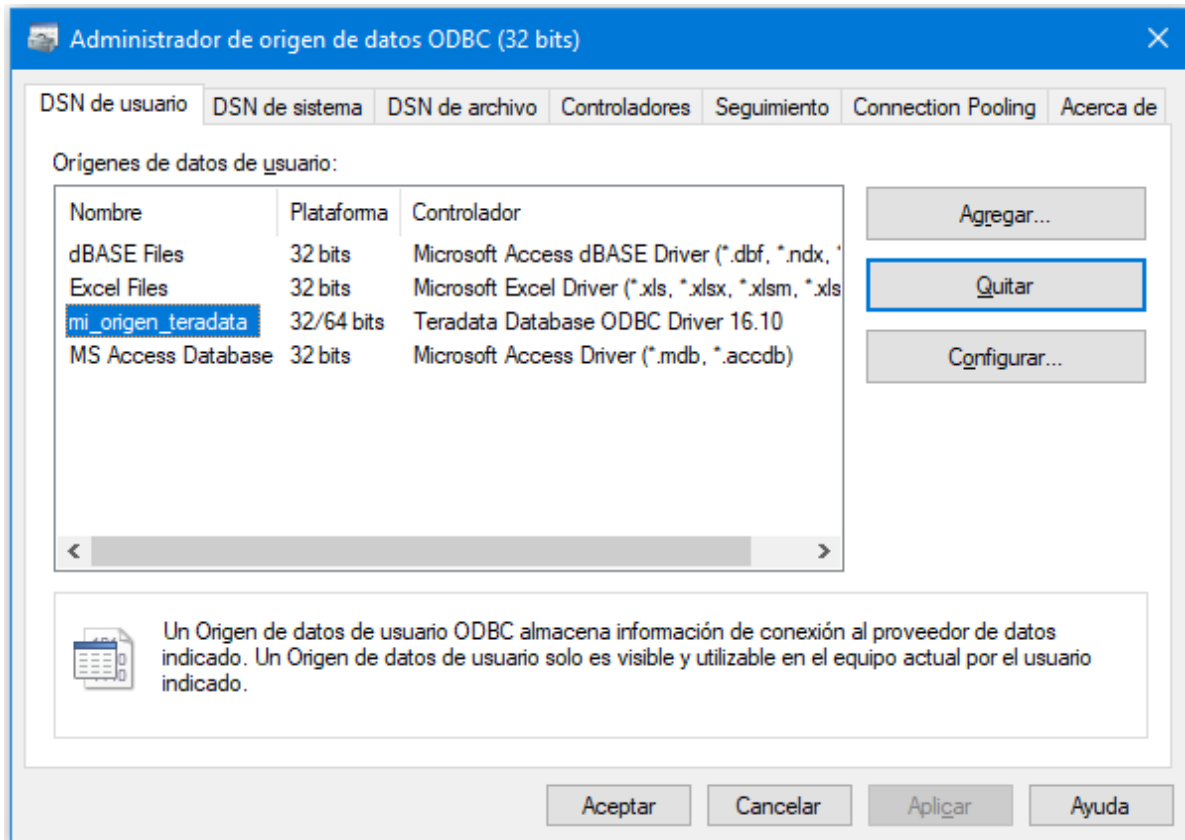 Administrador de origen de datos ODBC (32 bits)
DSN de usuario DSN de sistema DSN de archivo Controladores Seguimiento Connection Pooling Acerca de
Orígenes de datos de usuario:
Nombre Plataforma Controlador
dBASE Files 32 bits Microsoft Access dBASE Driver (*.dbf, *.ndx, *
Excel Files 32 bits Microsoft Excel Driver (*.xls, *.xlsx, *.xlsm, *.xls
mi_origen_teradata 32/64 bits Teradata Database ODBC Driver 16.10
MS Access Database 32 bits Microsoft Access Driver (*.mdb, *.accdb)
Agregar...
Quitar
Configurar...
Un Origen de datos de usuario ODBC almacena información de conexión al proveedor de datos
indicado. Un Origen de datos de usuario solo es visible y utilizable en el equipo actual por el usuario
indicado.
Aceptar Cancelar Aplicar Ayuda